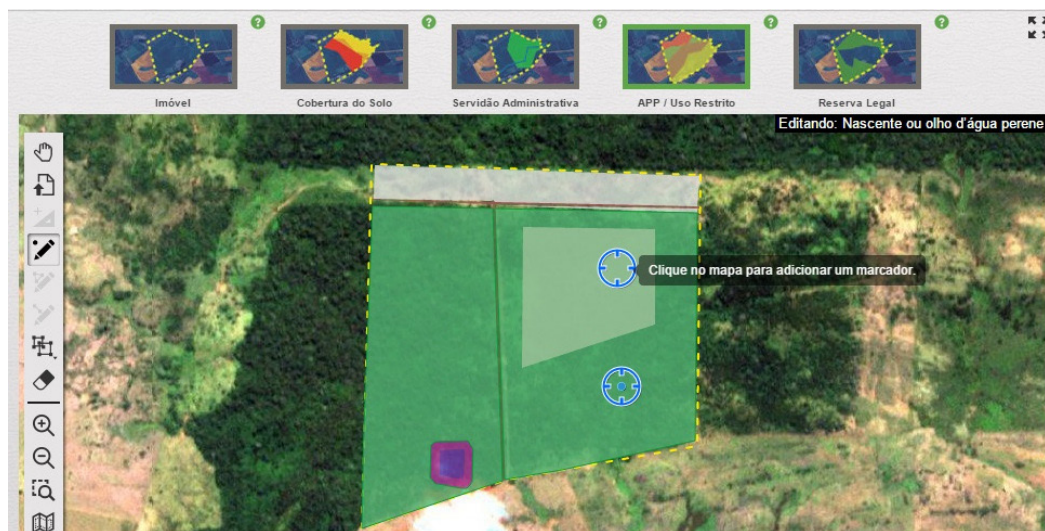 ? ? ? ? ?
Imóvel Cobertura do Solo Servidão Administrativa APP / Uso Restrito Reserva Legal
Editando: Nascente ou olho d'água perene
Clique no mapa para adicionar um marcador.